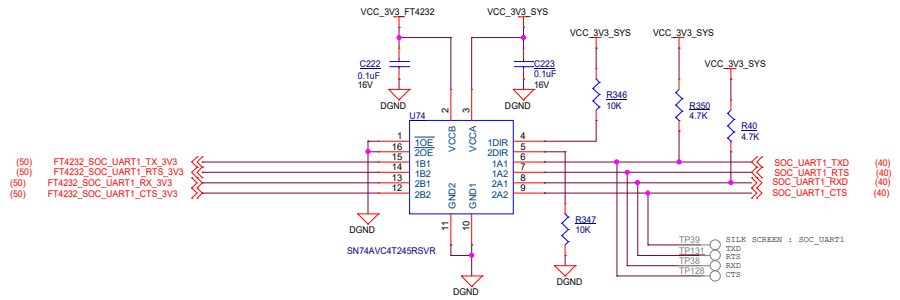 VCC_3V3_FT4232
VCC_3V3_SYS
VCC_3V3_SYS
VCC_3V3_SYS
VCC_3V3_SYS
C222
0.1uF
16V
DGND
C223
0.1uF
16V
DGND
R346
10K
R350
4.7K
R40
4.7K
U74
2
3
VCCB
VCCA
1
16
15
14
13
12
1OE
2OE
1B1
1B2
2B1
2B2
1DIR
2DIR
1A1
1A2
2A1
2A2
4
5
6
7
8
9
GND2
GND1
11
10
(50) FT4232_SOC_UART1_TX_3V3
(50) FT4232_SOC_UART1_RTS_3V3
(50) FT4232_SOC_UART1_RX_3V3
(50) FT4232_SOC_UART1_CTS_3V3
SOC_UART1_TXD (40)
SOC_UART1_RTS (40)
SOC_UART1_RXD (40)
SOC_UART1_CTS (40)
R347
10K
DGND
DGND
SN74AVC4T245RSVR
DGND
SILK SCREEN : SOC_UART1
TP39 TXD
TP131 RTS
TP38 RXD
TP128 CTS